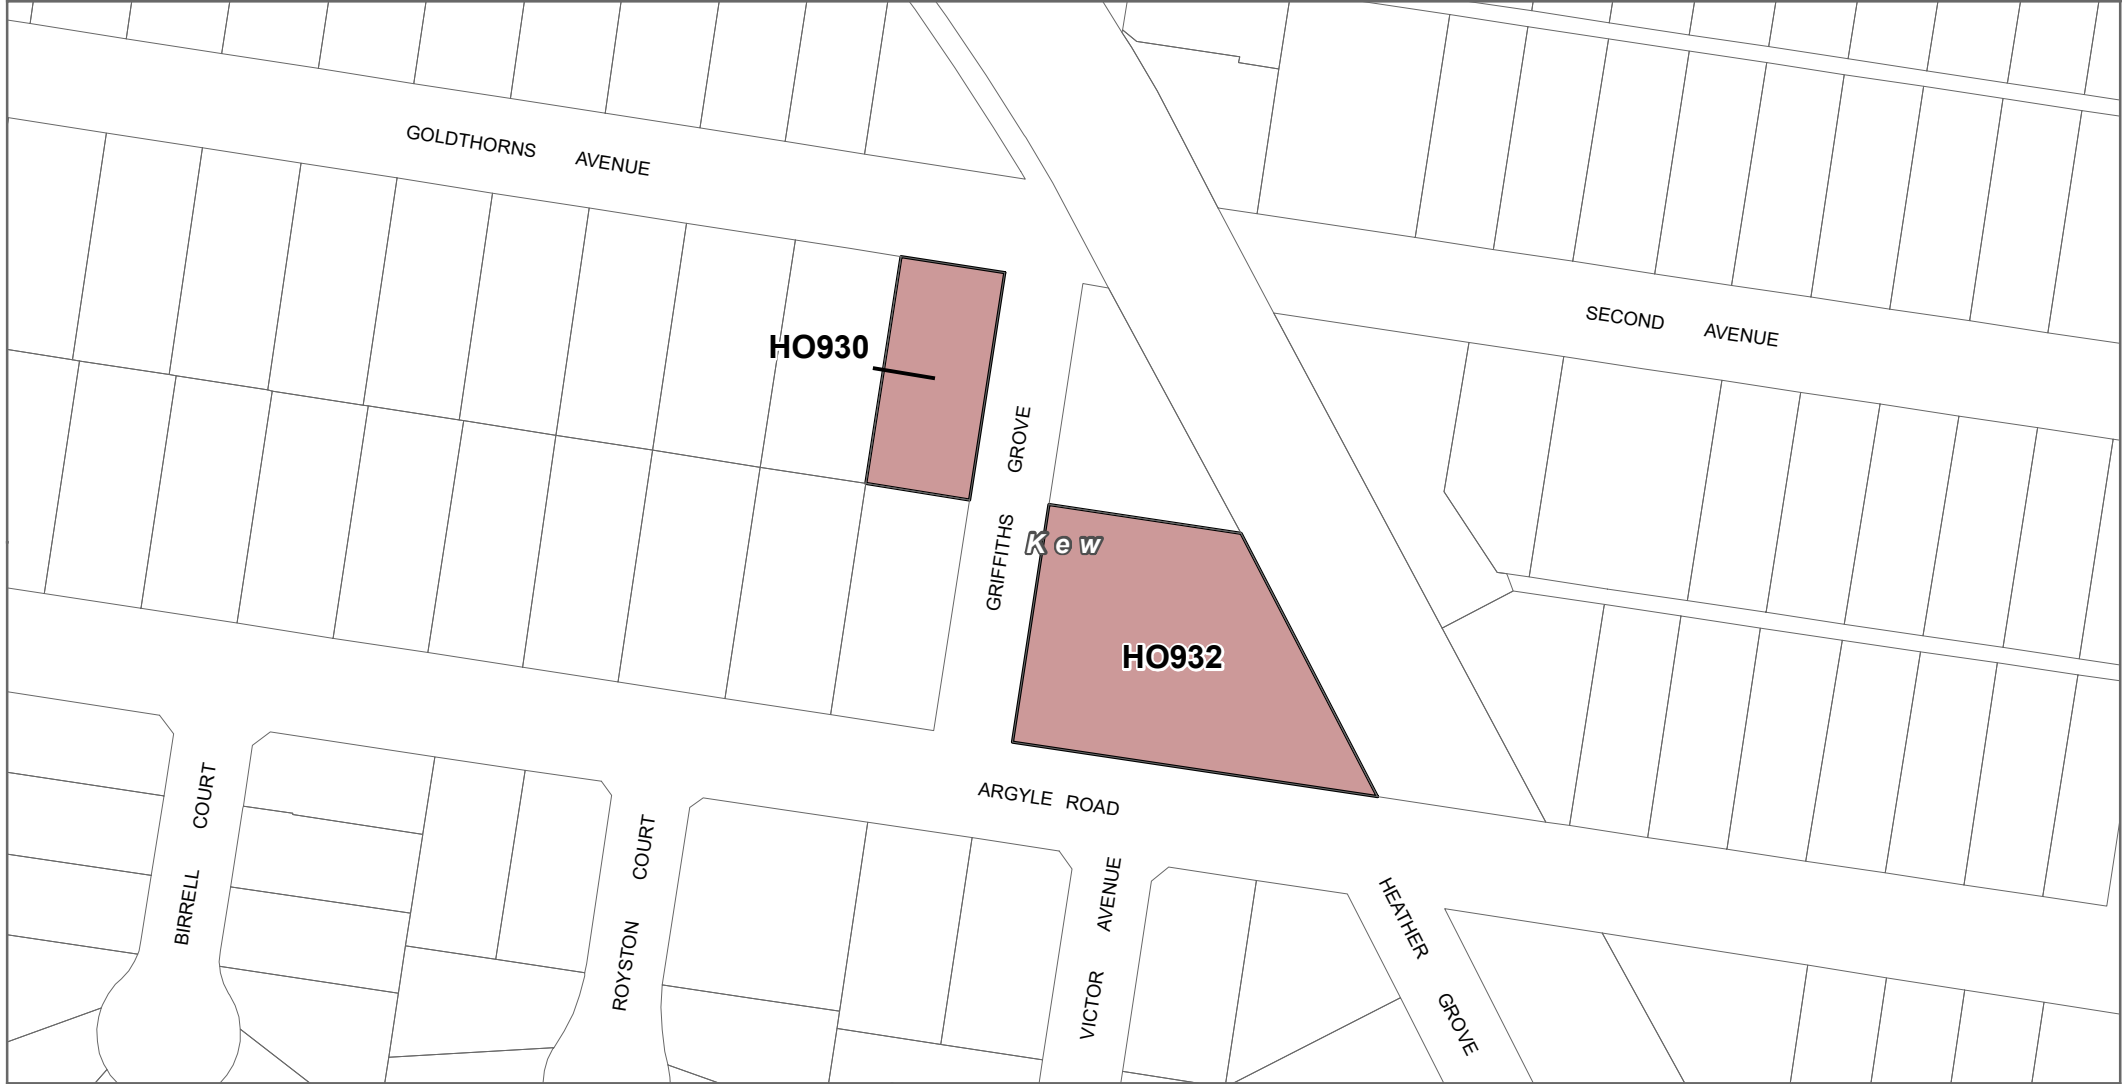 GOLDTHORNS AVENUE
SECOND AVENUE
HO930
GRIFFITHS GROVE
Kew
HO932
ARGYLE ROAD
BIRRELL COURT
ROYSTON COURT
VICTOR AVENUE
HEATHER GROVE